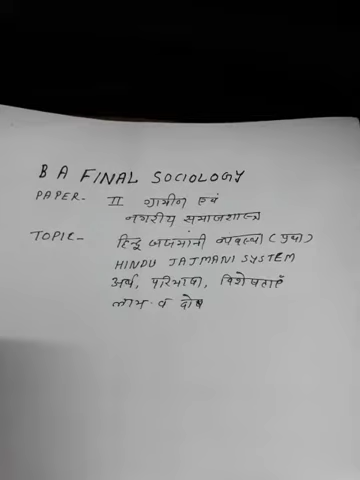 B A FINAL SOCIOLOGY
PAPER- II ग्रामीण एवं
नगरीय समाजशास्त्र
TOPIC- हिन्दू जजमानी व्यवस्था (प्रथा)
HINDU JAJMANI SYSTEM
अर्थ, परिभाषा, विशेषताएँ
लाभ व दोष